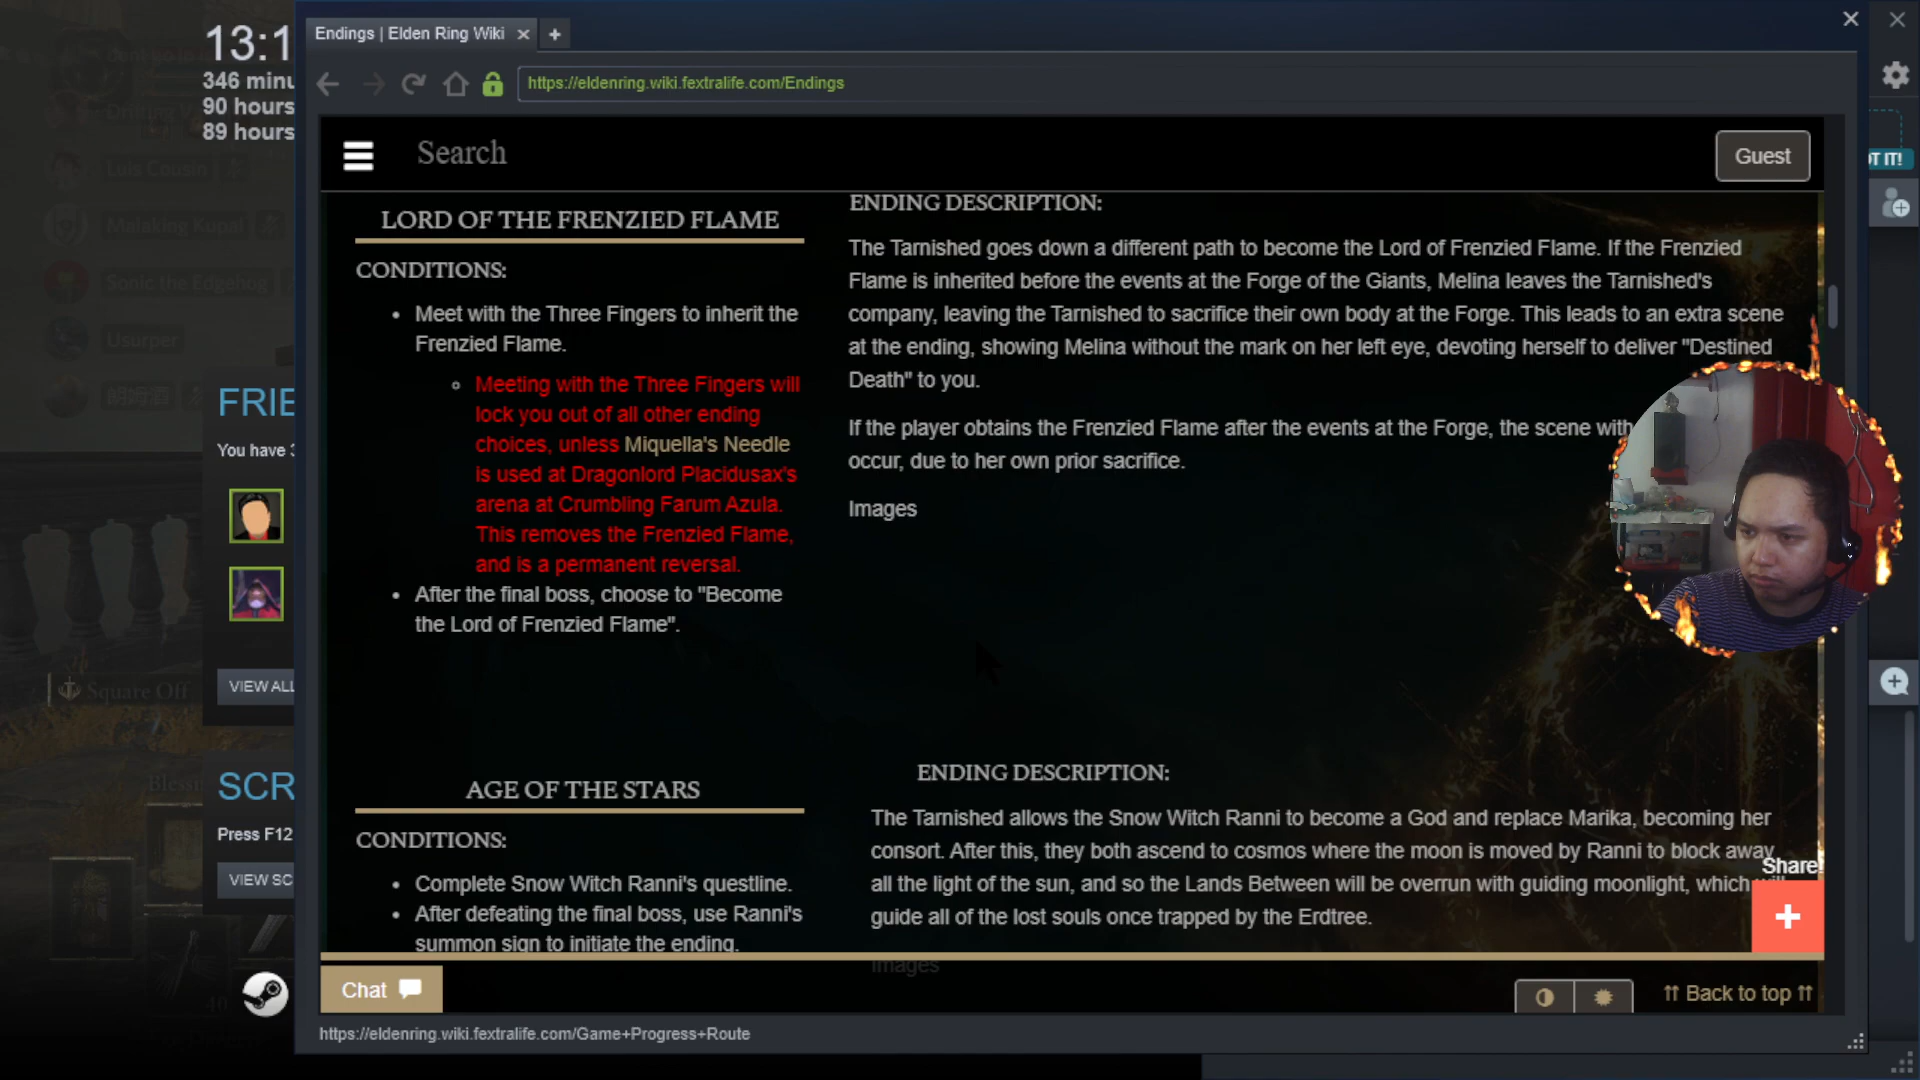 Endings | Elden Ring Wiki
13:1
346 minu
90 hours
89 hours
https://eldenring.wiki.fextralife.com/Endings
Search
Guest
T IT!
Luis Cousin
Malaking Kupal
Sonic the Edgehog
Usurper
LORD OF THE FRENZIED FLAME
CONDITIONS:
Meet with the Three Fingers to inherit the
Frenzied Flame.
Meeting with the Three Fingers will
lock you out of all other ending
choices, unless Miquella's Needle
is used at Dragonlord Placidusax's
arena at Crumbling Farum Azula.
This removes the Frenzied Flame,
and is a permanent reversal.
After the final boss, choose to "Become
the Lord of Frenzied Flame".
ENDING DESCRIPTION:
The Tarnished goes down a different path to become the Lord of Frenzied Flame. If the Frenzied
Flame is inherited before the events at the Forge of the Giants, Melina leaves the Tarnished's
company, leaving the Tarnished to sacrifice their own body at the Forge. This leads to an extra scene
at the ending, showing Melina without the mark on her left eye, devoting herself to deliver "Destined
Death" to you.
If the player obtains the Frenzied Flame after the events at the Forge, the scene with
occur, due to her own prior sacrifice.
Images
FRIE
You have 3
VIEW ALL
Square Off
SCR
Press F12
VIEW SC
AGE OF THE STARS
CONDITIONS:
Complete Snow Witch Ranni's questline.
After defeating the final boss, use Ranni's
summon sign to initiate the ending.
ENDING DESCRIPTION:
The Tarnished allows the Snow Witch Ranni to become a God and replace Marika, becoming her
consort. After this, they both ascend to cosmos where the moon is moved by Ranni to block away
all the light of the sun, and so the Lands Between will be overrun with guiding moonlight, which will
guide all of the lost souls once trapped by the Erdtree.
Images
Share!
Chat
Back to top
https://eldenring.wiki.fextralife.com/Game+Progress+Route